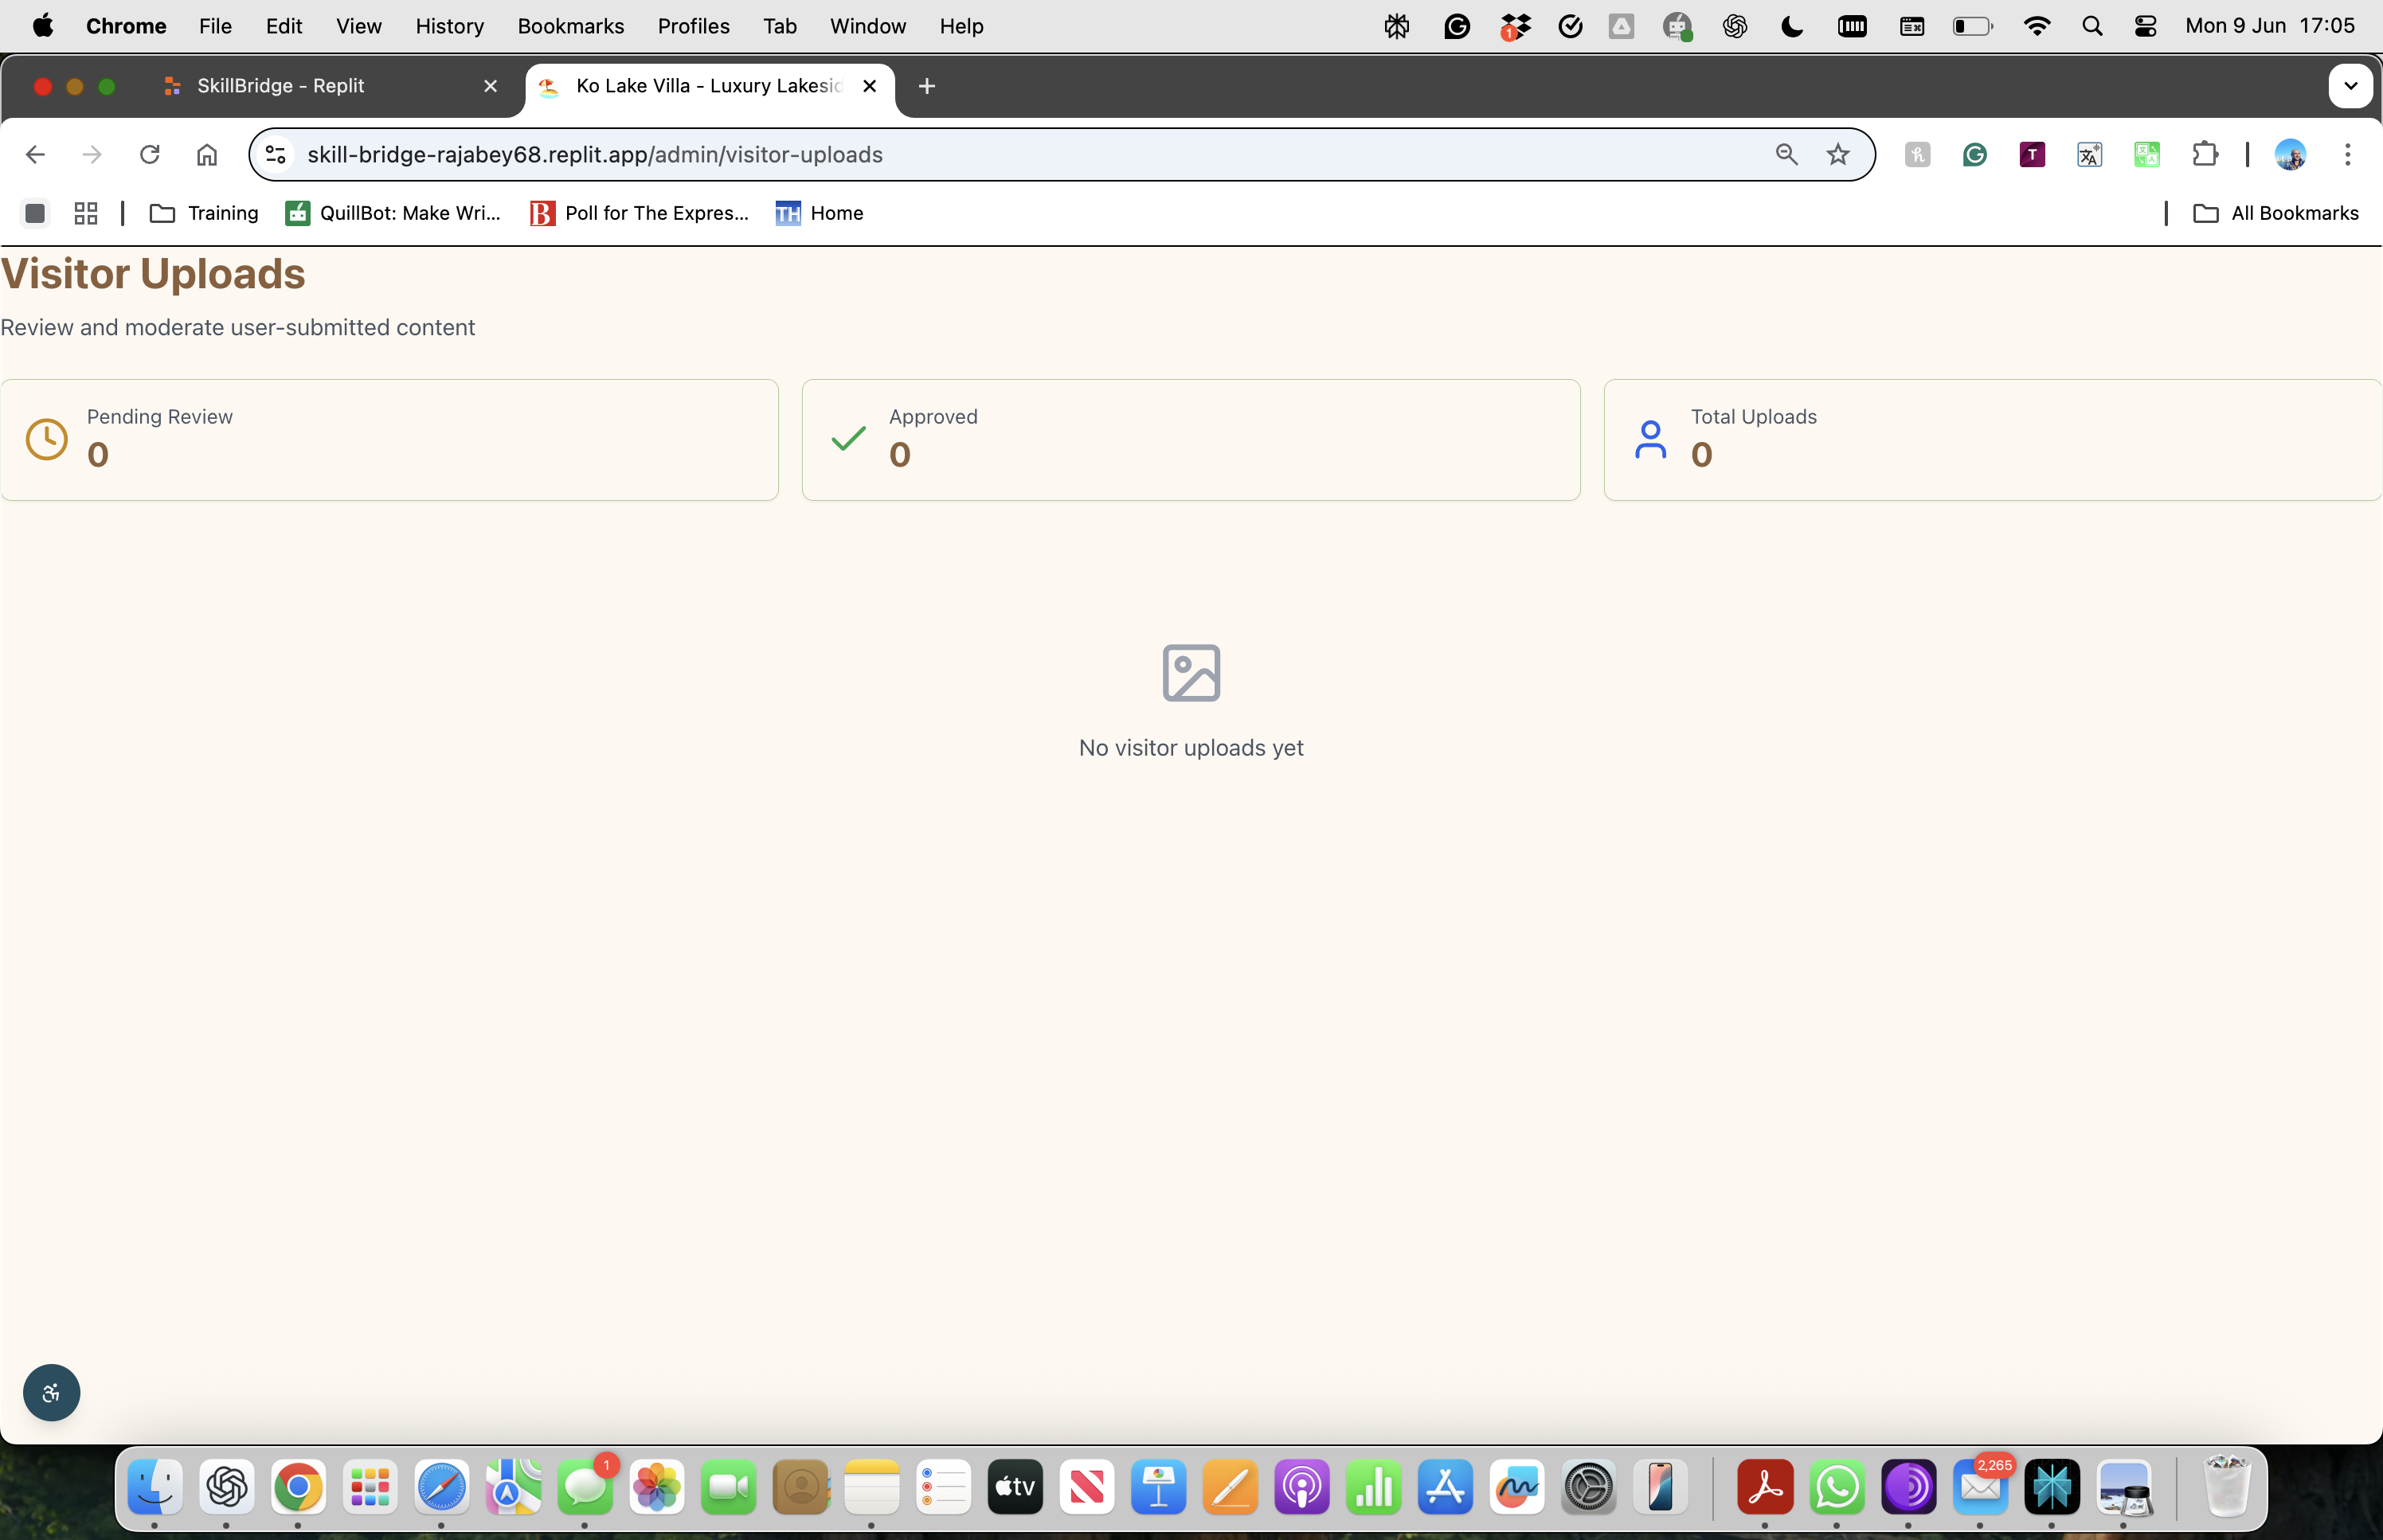 Chrome File Edit View History Bookmarks Profiles Tab Window Help 1 Mon 9 Jun 17:05
SkillBridge - Replit Ko Lake Villa - Luxury Lakesid
skill-bridge-rajabey68.replit.app/admin/visitor-uploads T
Training QuillBot: Make Wri... B Poll for The Expres... TH Home All Bookmarks
Visitor Uploads
Review and moderate user-submitted content
Pending Review
0
Approved
0
Total Uploads
0
No visitor uploads yet
1
tv
2,265